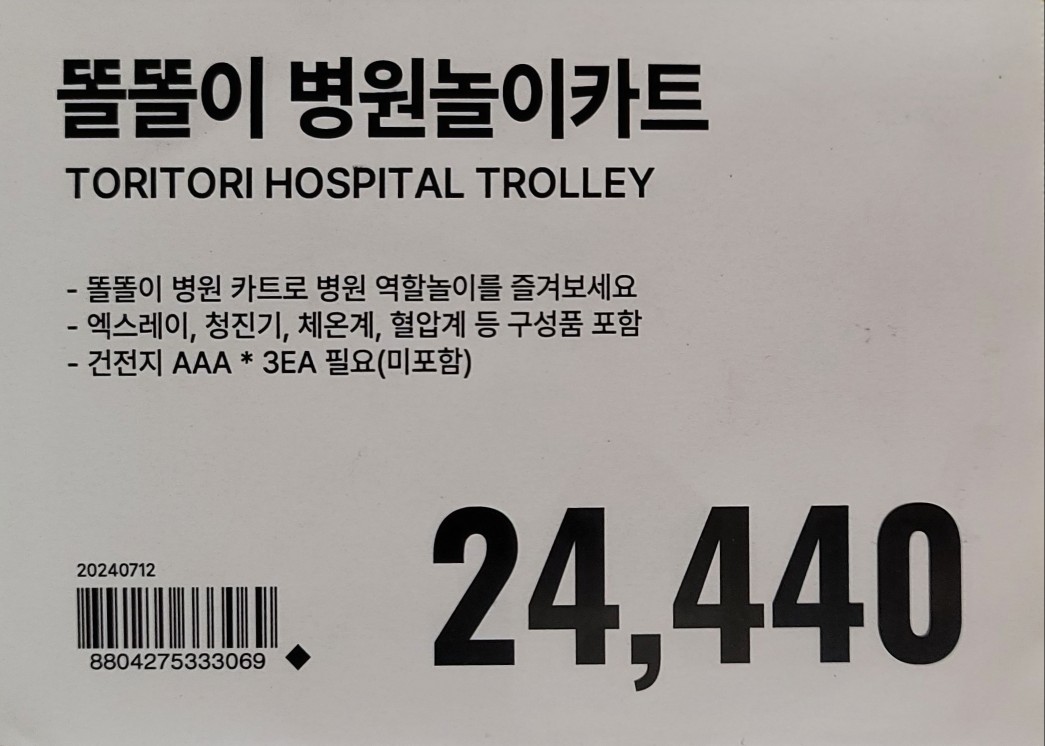 똘똘이 병원놀이카트
TORITORI HOSPITAL TROLLEY
- 똘똘이 병원 카트로 병원 역할놀이를 즐겨보세요
- 엑스레이, 청진기, 체온계, 혈압계 등 구성품 포함
- 건전지 AAA * 3EA 필요(미포함)
24,440
20240712
8804275333069 ◆